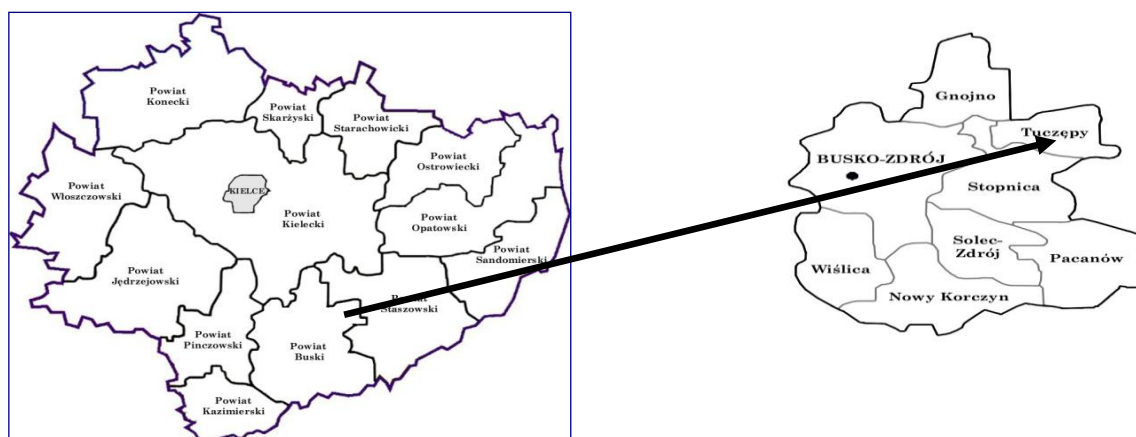 Powiat
Konecki
Powiat
Skarżyski
Powiat
Starachowicki
Powiat
Ostrowiecki
Powiat
Włoszczowski
KIELCE
Powiat
Kielecki
Powiat
Opatowski
Powiat
Sandomierski
Powiat
Jędrzejowski
Powiat
Staszowski
Powiat
Pinczowski
Powiat
Buski
Powiat
Kazimierski
Gnojno
Tuczępy
BUSKO-ZDRÓJ
Stopnica
Solec-
Zdrój
Pacanów
Wiślica
Nowy Korczyn